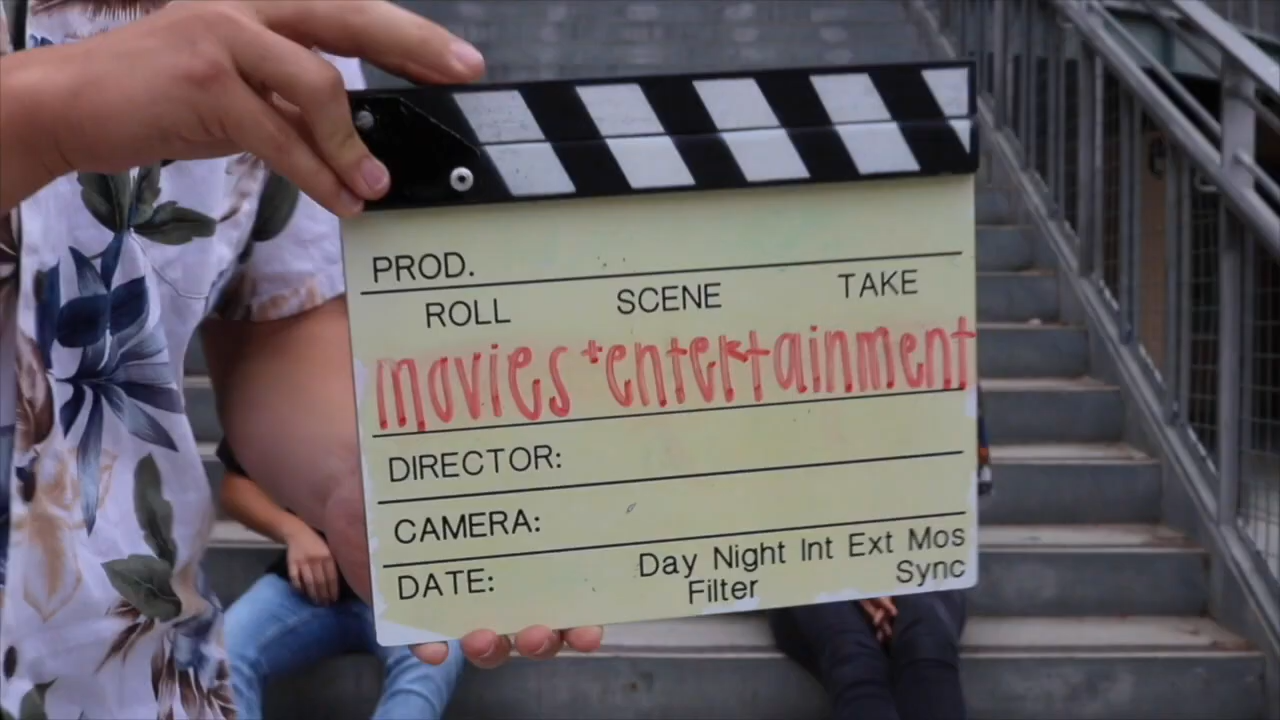 PROD.
ROLL SCENE TAKE
movies + entertainment
DIRECTOR:
CAMERA:
DATE: Day Night Int Ext Mos
Filter Sync